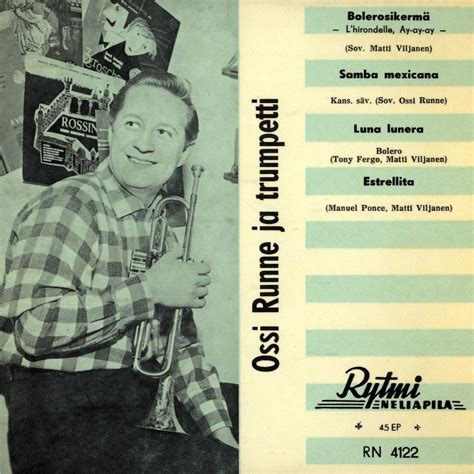 Ossi Runne ja trumpetti
Bolerosikermä
– L'hirondelle, Ay-ay-ay –
(Sov. Matti Viljanen)
Samba mexicana
Kans. säv. (Sov. Ossi Runne)
Luna lunera
Bolero
(Tony Fergo, Matti Viljanen)
Estrellita
(Manuel Ponce, Matti Viljanen)
Rytmi
NELIAPILA
45 EP
RN 4122
ROSSINI